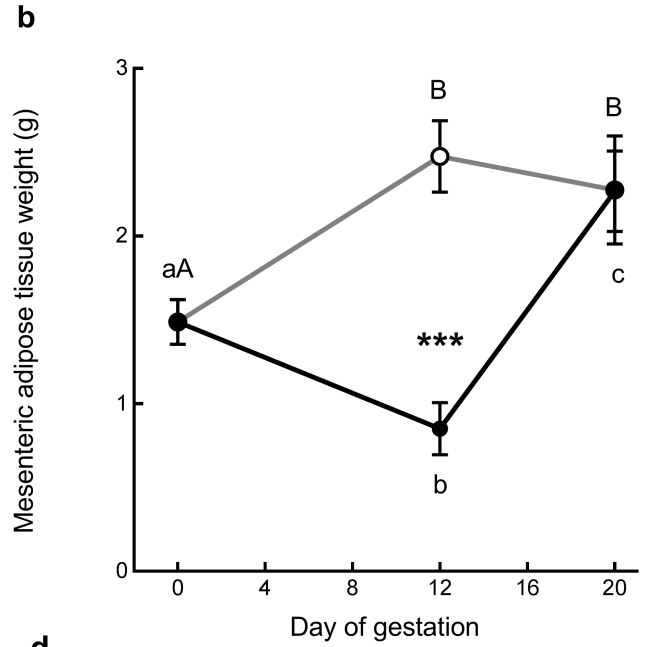 b
Mesenteric adipose tissue weight (g)
3
2
1
0
aA
B
B
***
b
c
0 4 8 12 16 20
Day of gestation
d